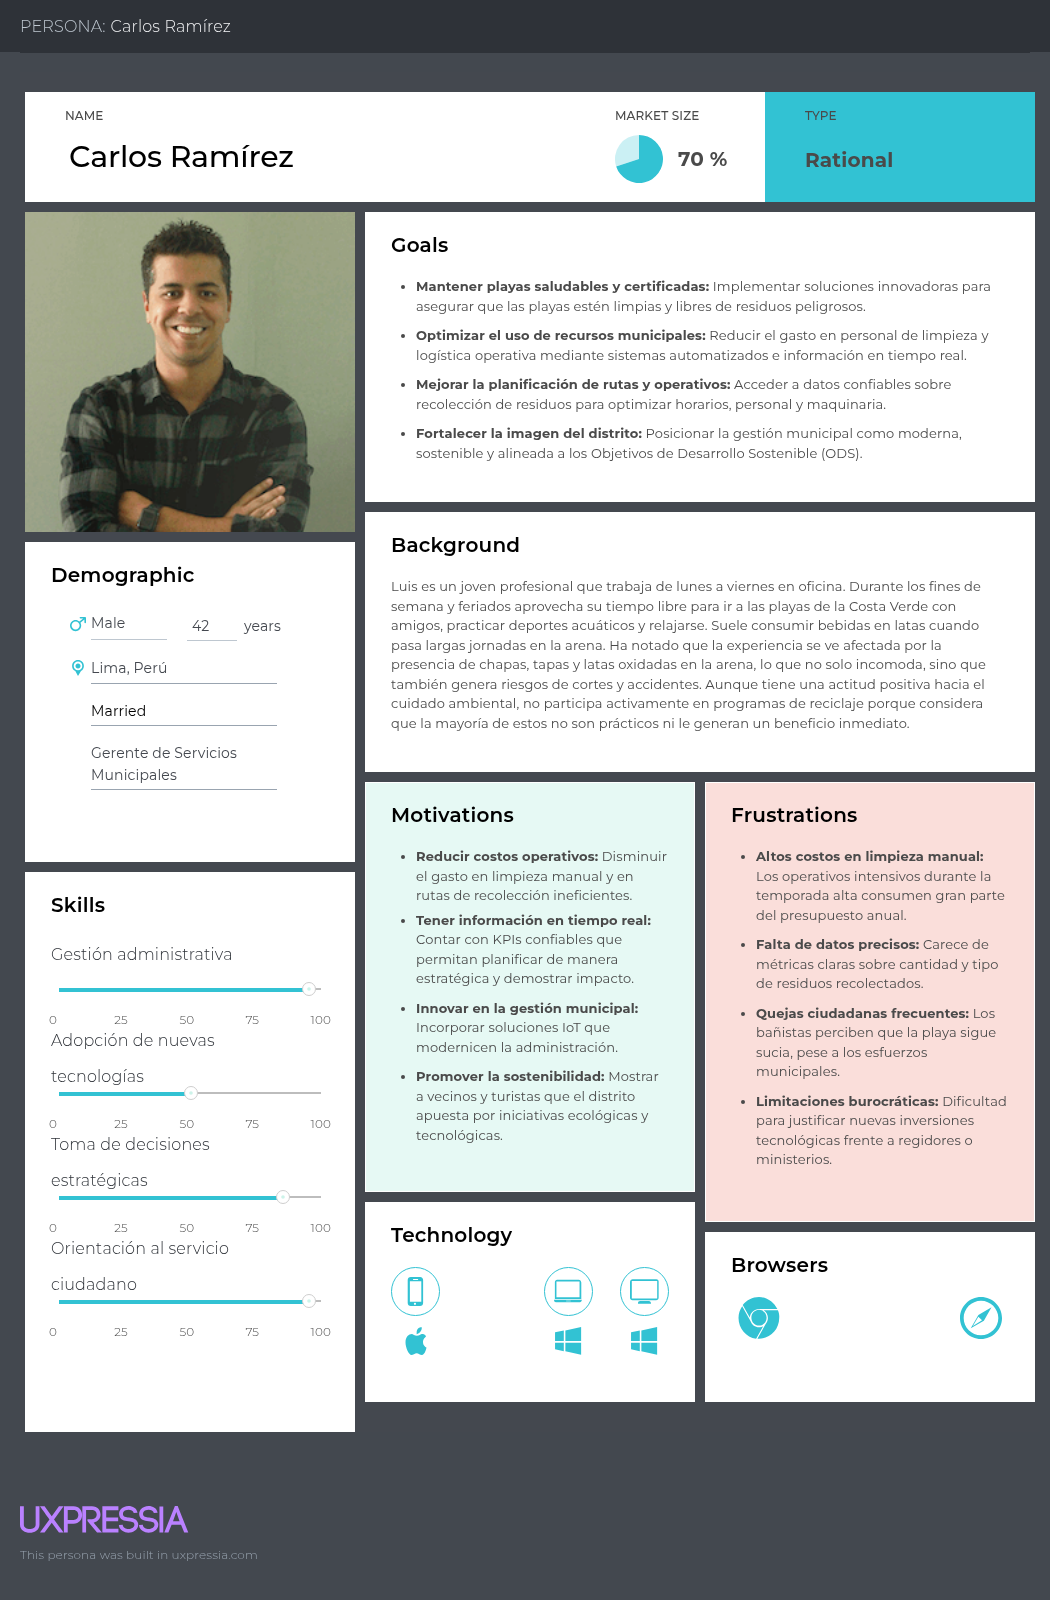 PERSONA: Carlos Ramírez
NAME
Carlos Ramírez
MARKET SIZE
70 %
TYPE
Rational
Goals
• Mantener playas saludables y certificadas: Implementar soluciones innovadoras para
asegurar que las playas estén limpias y libres de residuos peligrosos.
• Optimizar el uso de recursos municipales: Reducir el gasto en personal de limpieza y
logística operativa mediante sistemas automatizados e información en tiempo real.
• Mejorar la planificación de rutas y operativos: Acceder a datos confiables sobre
recolección de residuos para optimizar horarios, personal y maquinaria.
• Fortalecer la imagen del distrito: Posicionar la gestión municipal como moderna,
sostenible y alineada a los Objetivos de Desarrollo Sostenible (ODS).
Demographic
Male
42 years
Lima, Perú
Married
Gerente de Servicios
Municipales
Background
Luis es un joven profesional que trabaja de lunes a viernes en oficina. Durante los fines de
semana y feriados aprovecha su tiempo libre para ir a las playas de la Costa Verde con
amigos, practicar deportes acuáticos y relajarse. Suele consumir bebidas en latas cuando
pasa largas jornadas en la arena. Ha notado que la experiencia se ve afectada por la
presencia de chapas, tapas y latas oxidadas en la arena, lo que no solo incomoda, sino que
también genera riesgos de cortes y accidentes. Aunque tiene una actitud positiva hacia el
cuidado ambiental, no participa activamente en programas de reciclaje porque considera
que la mayoría de estos no son prácticos ni le generan un beneficio inmediato.
Skills
Gestión administrativa
0 25 50 75 100
Adopción de nuevas
tecnologías
0 25 50 75 100
Toma de decisiones
estratégicas
0 25 50 75 100
Orientación al servicio
ciudadano
0 25 50 75 100
Motivations
• Reducir costos operativos: Disminuir
el gasto en limpieza manual y en
rutas de recolección ineficientes.
• Tener información en tiempo real:
Contar con KPIs confiables que
permitan planificar de manera
estratégica y demostrar impacto.
• Innovar en la gestión municipal:
Incorporar soluciones IoT que
modernicen la administración.
• Promover la sostenibilidad: Mostrar
a vecinos y turistas que el distrito
apuesta por iniciativas ecológicas y
tecnológicas.
Frustrations
• Altos costos en limpieza manual:
Los operativos intensivos durante la
temporada alta consumen gran parte
del presupuesto anual.
• Falta de datos precisos: Carece de
métricas claras sobre cantidad y tipo
de residuos recolectados.
• Quejas ciudadanas frecuentes: Los
bañistas perciben que la playa sigue
sucia, pese a los esfuerzos
municipales.
• Limitaciones burocráticas: Dificultad
para justificar nuevas inversiones
tecnológicas frente a regidores o
ministerios.
Technology
Browsers
UXPRESSIA
This persona was built in uxpressia.com